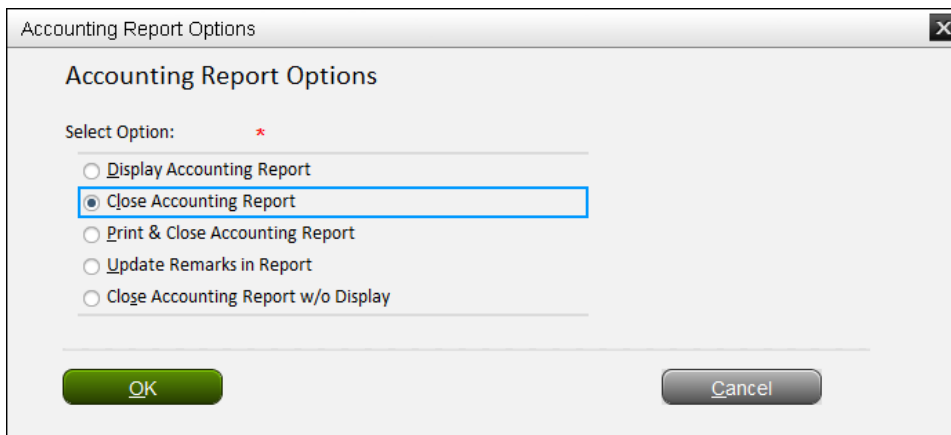 Accounting Report Options
X
Accounting Report Options
Select Option: *
Display Accounting Report
Close Accounting Report
Print & Close Accounting Report
Update Remarks in Report
Close Accounting Report w/o Display
OK
Cancel